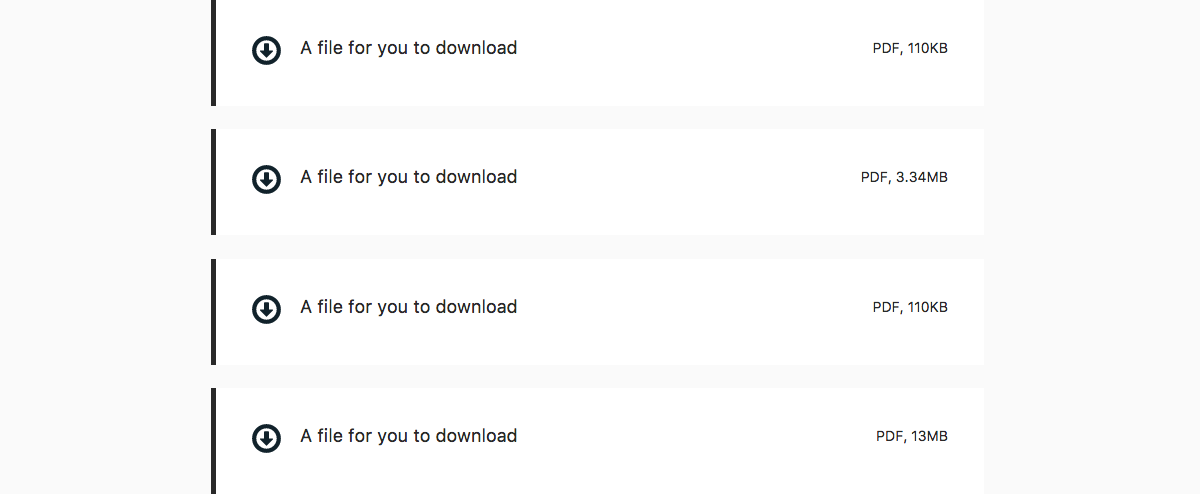 A file for you to download PDF, 110KB
A file for you to download PDF, 3.34MB
A file for you to download PDF, 110KB
A file for you to download PDF, 13MB